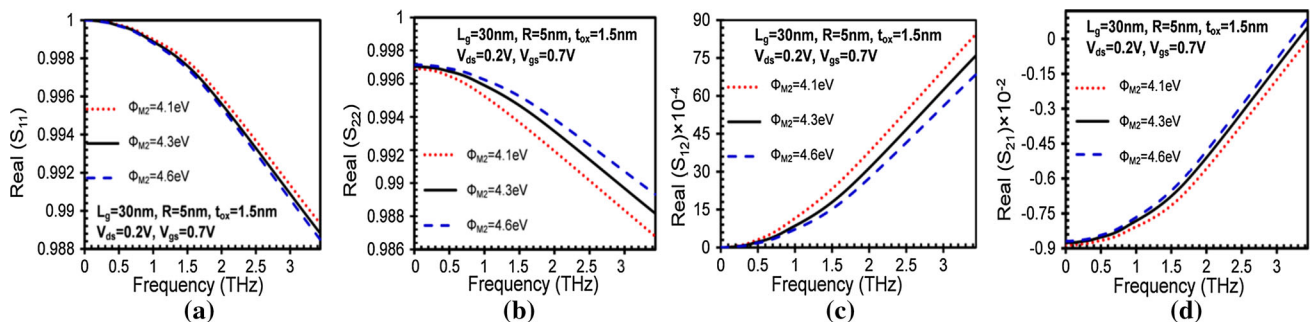 1
0.998
0.996
0.994
0.992
0.99
0.988
Real (S11)
ΦM2=4.1eV
ΦM2=4.3eV
ΦM2=4.6eV
Lg=30nm, R=5nm, tox=1.5nm
Vds=0.2V, Vgs=0.7V
0 0.5 1 1.5 2 2.5 3
Frequency (THz)
(a)
1
0.998
0.996
0.994
0.992
0.99
0.988
0.986
Real (S22)
Lg=30nm, R=5nm, tox=1.5nm
Vds=0.2V, Vgs=0.7V
ΦM2=4.1eV
ΦM2=4.3eV
ΦM2=4.6eV
0 0.5 1 1.5 2 2.5 3
Frequency (THz)
(b)
90
75
60
45
30
15
0
Real (S12)×10-4
Lg=30nm, R=5nm, tox=1.5nm
Vds=0.2V, Vgs=0.7V
ΦM2=4.1eV
ΦM2=4.3eV
ΦM2=4.6eV
0 0.5 1 1.5 2 2.5 3
Frequency (THz)
(c)
0
-0.15
-0.3
-0.45
-0.6
-0.75
-0.9
Real (S21)×10-2
Lg=30nm, R=5nm, tox=1.5nm
Vds=0.2V, Vgs=0.7V
ΦM2=4.1eV
ΦM2=4.3eV
ΦM2=4.6eV
0 0.5 1 1.5 2 2.5 3
Frequency (THz)
(d)